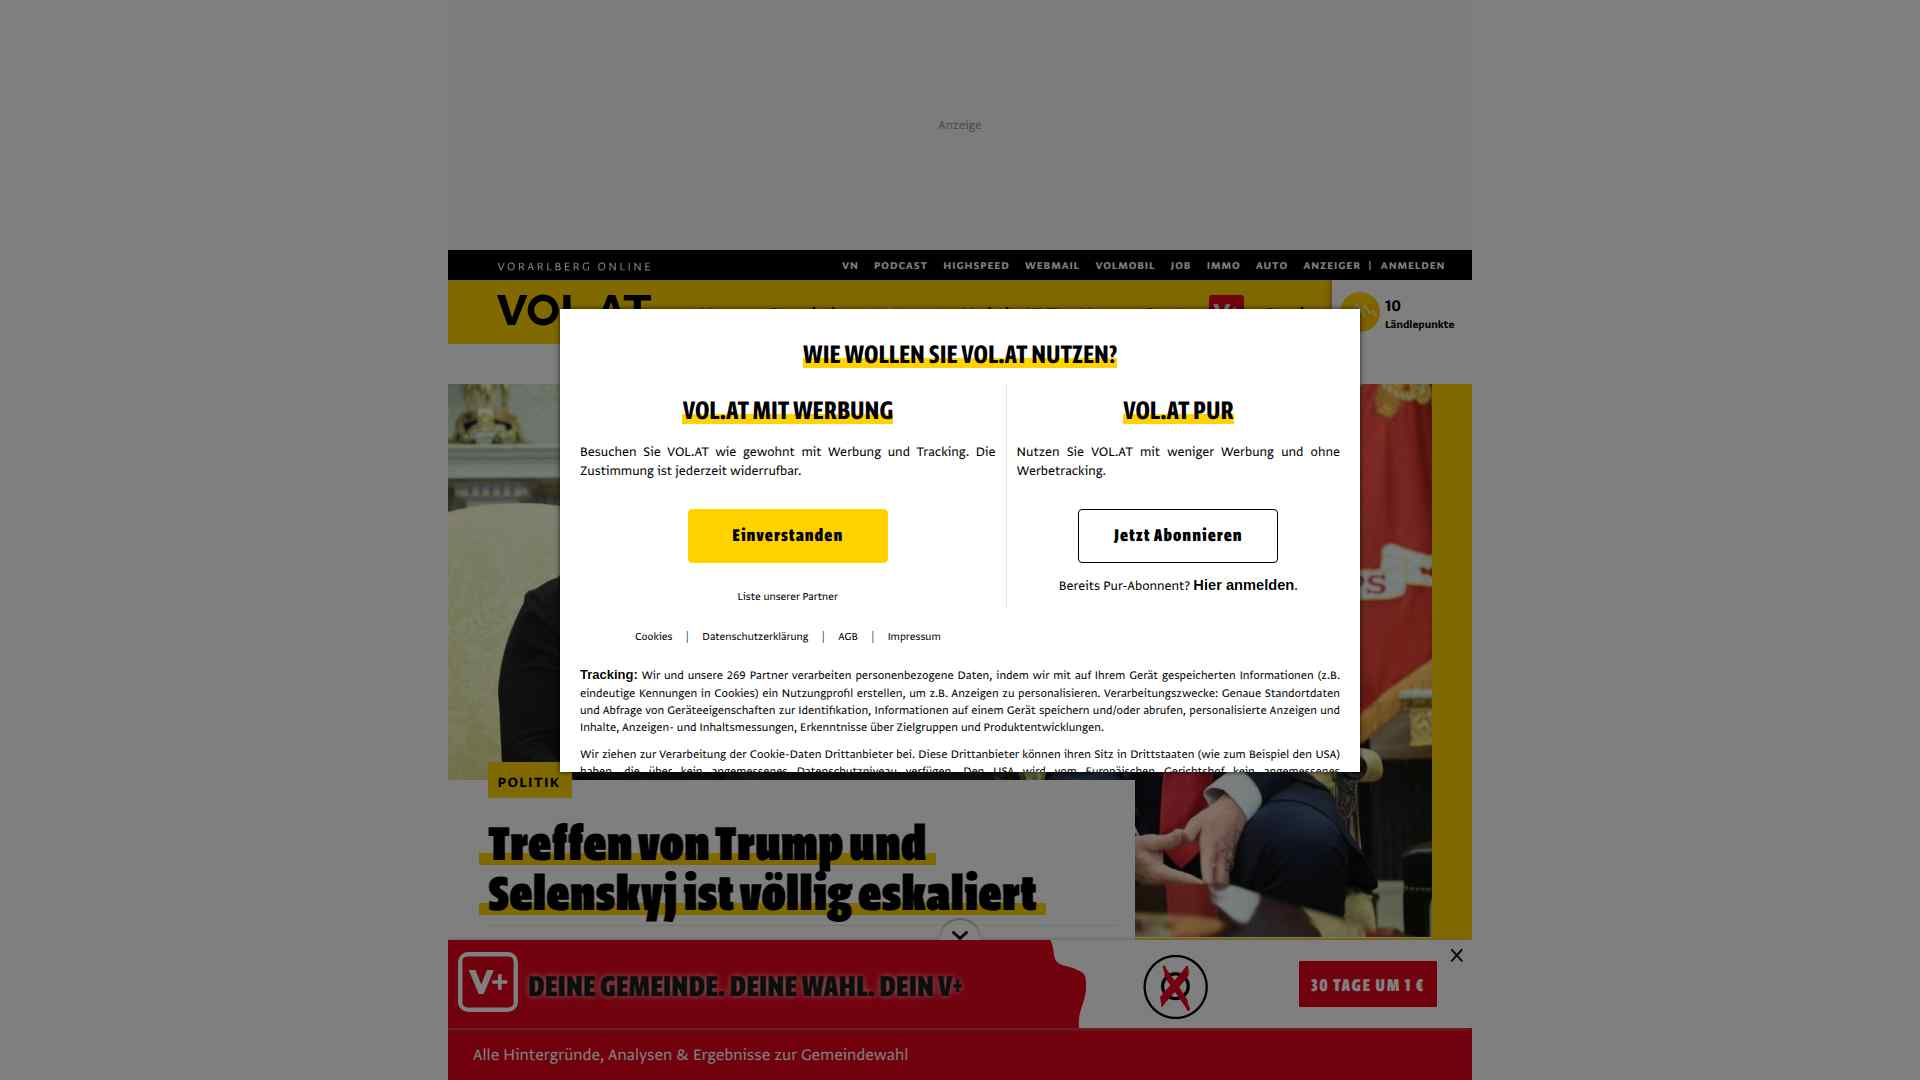 Anzeige
VORARLBERG ONLINE
VN PODCAST HIGHSPEED WEBMAIL VOLMOBIL JOB IMMO AUTO ANZEIGER | ANMELDEN
VOL.AT
10
Ländlepunkte
WIE WOLLEN SIE VOL.AT NUTZEN?
VOL.AT MIT WERBUNG
Besuchen Sie VOL.AT wie gewohnt mit Werbung und Tracking. Die
Zustimmung ist jederzeit widerrufbar.
Einverstanden
Liste unserer Partner
VOL.AT PUR
Nutzen Sie VOL.AT mit weniger Werbung und ohne
Werbetracking.
Jetzt Abonnieren
Bereits Pur-Abonnent? Hier anmelden.
Cookies | Datenschutzerklärung | AGB | Impressum
Tracking: Wir und unsere 269 Partner verarbeiten personenbezogene Daten, indem wir mit auf Ihrem Gerät gespeicherten Informationen (z.B.
eindeutige Kennungen in Cookies) ein Nutzungprofil erstellen, um z.B. Anzeigen zu personalisieren. Verarbeitungszwecke: Genaue Standortdaten
und Abfrage von Geräteeigenschaften zur Identifikation, Informationen auf einem Gerät speichern und/oder abrufen, personalisierte Anzeigen und
Inhalte, Anzeigen- und Inhaltsmessungen, Erkenntnisse über Zielgruppen und Produktentwicklungen.
Wir ziehen zur Verarbeitung der Cookie-Daten Drittanbieter bei. Diese Drittanbieter können ihren Sitz in Drittstaaten (wie zum Beispiel den USA)
haben, die über kein angemessenes Datenschutzniveau verfügen. Den USA wird vom Europäischen Gerichtshof kein angemessenes
POLITIK
Treffen von Trump und
Selenskyj ist völlig eskaliert
V+ DEINE GEMEINDE. DEINE WAHL. DEIN V+
30 TAGE UM 1 €
Alle Hintergründe, Analysen & Ergebnisse zur Gemeindewahl